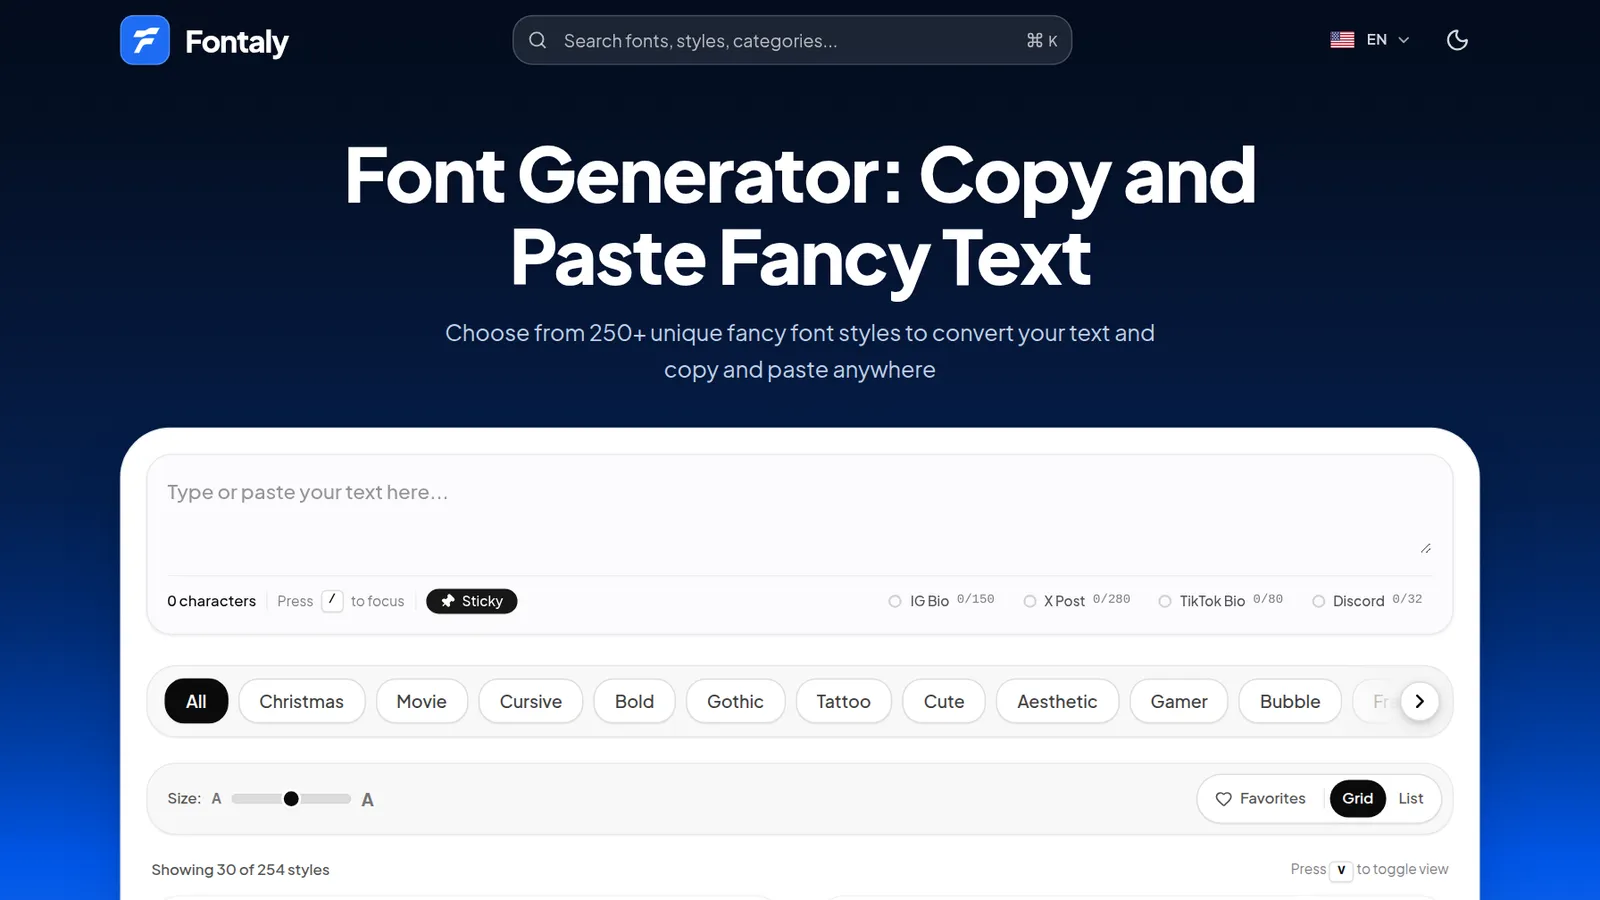 Fontaly
Search fonts, styles, categories...
⌘ K
EN
Font Generator: Copy and
Paste Fancy Text
Choose from 250+ unique fancy font styles to convert your text and
copy and paste anywhere
Type or paste your text here...
0 characters Press / to focus Sticky IG Bio 0/150 X Post 0/280 TikTok Bio 0/80 Discord 0/32
All Christmas Movie Cursive Bold Gothic Tattoo Cute Aesthetic Gamer Bubble
Size: A A Favorites Grid List
Showing 30 of 254 styles Press v to toggle view